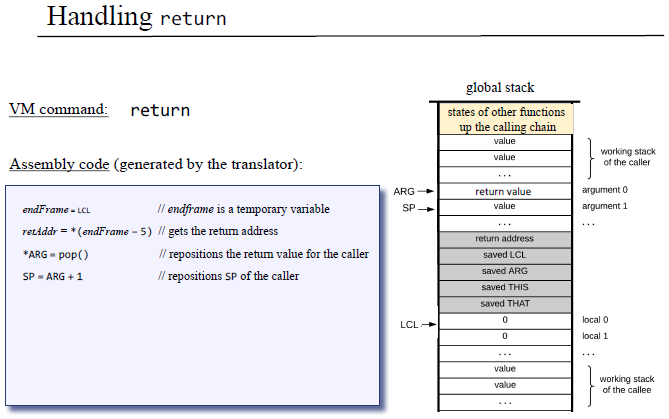 Handling return
VM command: return
Assembly code (generated by the translator):
endFrame = LCL // endframe is a temporary variable
retAddr = *(endFrame – 5) // gets the return address
*ARG = pop() // repositions the return value for the caller
SP = ARG + 1 // repositions SP of the caller
global stack
states of other functions
up the calling chain
value
value
. . .
working stack
of the caller
ARG return value argument 0
SP value argument 1
. . . . . .
return address
saved LCL
saved ARG
saved THIS
saved THAT
LCL 0 local 0
0 local 1
. . . . . .
value
value
. . .
working stack
of the callee